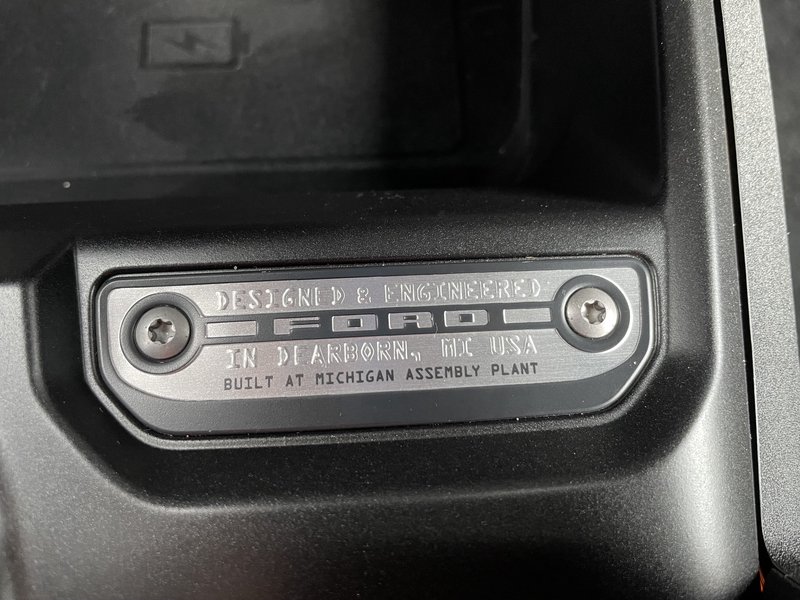 DESIGNED & ENGINEERED
FORD
IN DEARBORN, MI USA
BUILT AT MICHIGAN ASSEMBLY PLANT